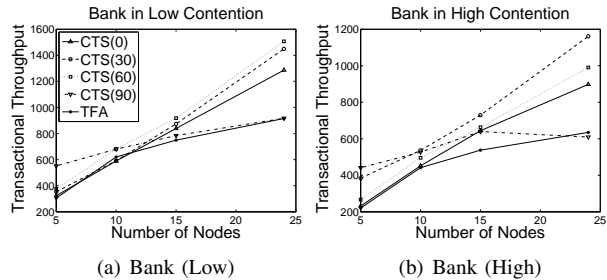 Bank in Low Contention
Transactional Throughput
1600
1400
1200
1000
800
600
400
200
CTS(0)
CTS(30)
CTS(60)
CTS(90)
TFA
5 10 15 20 25
Number of Nodes
(a) Bank (Low)
Bank in High Contention
Transactional Throughput
1200
1000
800
600
400
200
5 10 15 20 25
Number of Nodes
(b) Bank (High)